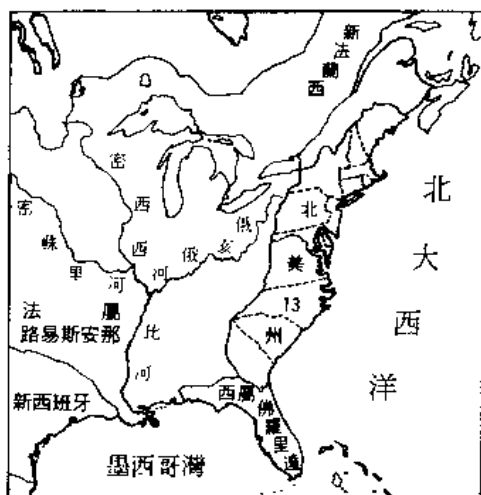 新法蘭西
密西西比河
俄亥俄河
密蘇里河
北美13州
北大西洋
法屬
路易斯安那
新西班牙
西屬佛羅里達
墨西哥灣